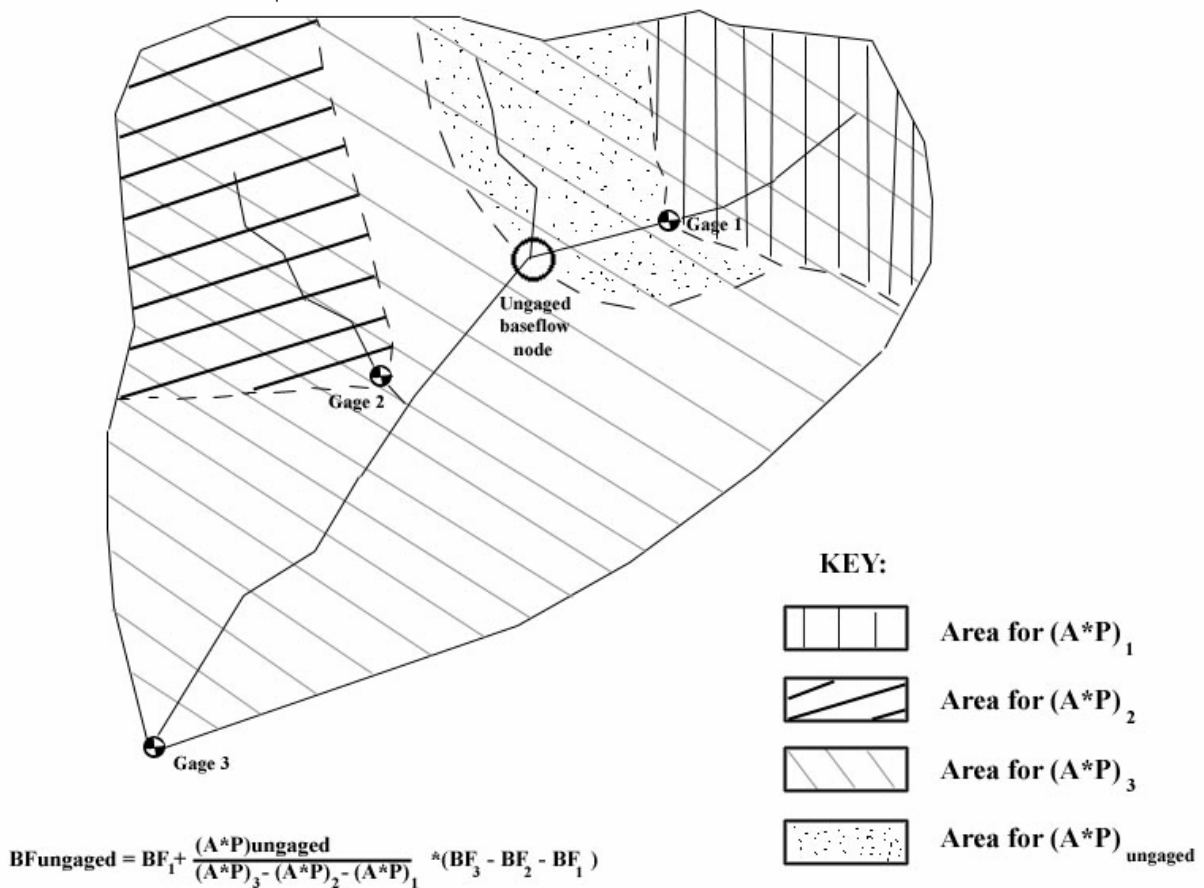 Gage 1
Ungaged
baseflow
node
Gage 2
Gage 3
KEY:
Area for (A*P) 1
Area for (A*P) 2
Area for (A*P) 3
Area for (A*P) ungaged
BFungaged = BF1 + (A*P)ungaged / (A*P)3 - (A*P)2 - (A*P)1 *(BF3 - BF2 - BF1 )